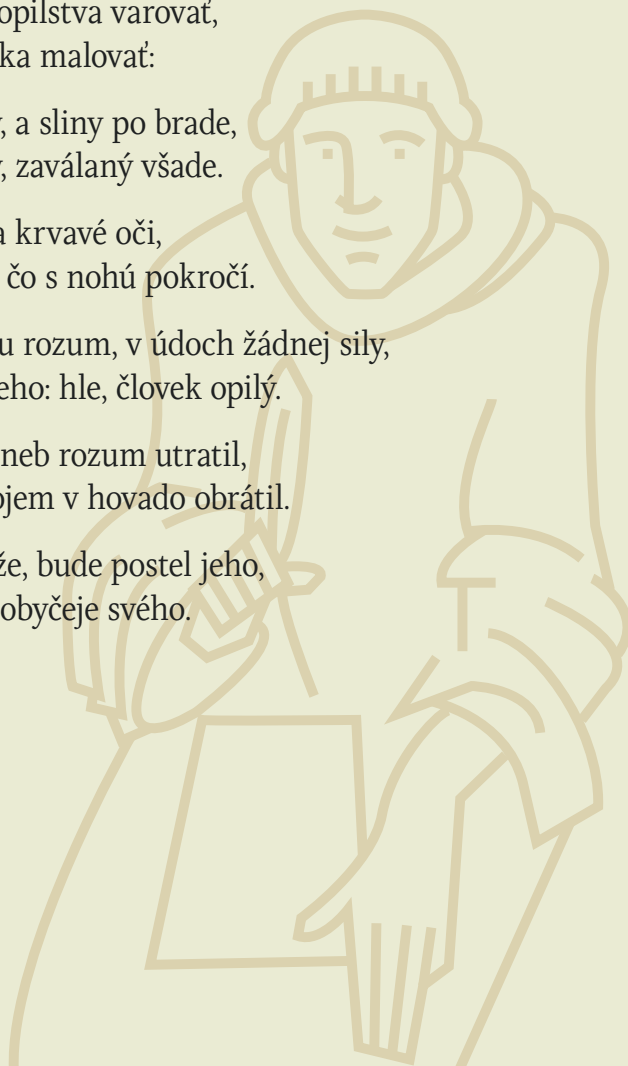 opilstva varovať,
ka malovať:
, a sliny po brade,
, zaválaný všade.
a krvavé oči,
čo s nohú pokročí.
u rozum, v údoch žádnej sily,
eho: hle, človek opilý.
neb rozum utratil,
ojem v hovado obrátil.
že, bude postel jeho,
obyčeje svého.